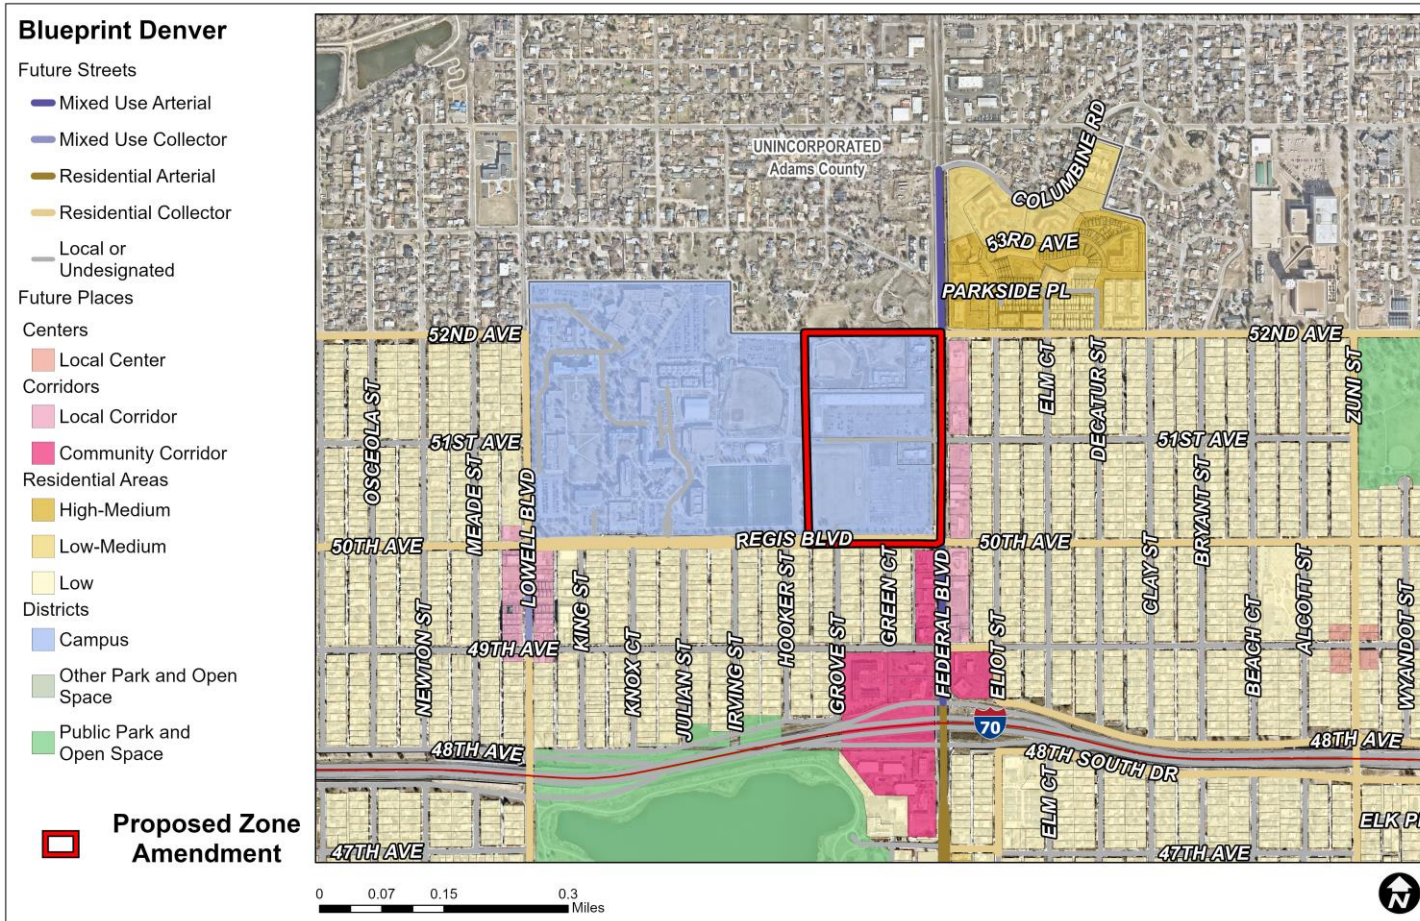 Blueprint Denver
Future Streets
Mixed Use Arterial
Mixed Use Collector
Residential Arterial
Residential Collector
Local or
Undesignated
Future Places
Centers
Local Center
Corridors
Local Corridor
Community Corridor
Residential Areas
High-Medium
Low-Medium
Low
Districts
Campus
Other Park and Open
Space
Public Park and
Open Space
Proposed Zone
Amendment
UNINCORPORATED
Adams County
COLUMBINE RD
53RD AVE
PARKSIDE PL
52ND AVE
52ND AVE
OSCEOLA ST
ELM CT
DECATUR ST
ZUNI ST
51ST AVE
51ST AVE
MEADE ST
LOWELL BLVD
BRYANT ST
50TH AVE
REGIS BLVD
50TH AVE
NEWTON ST
KING ST
KNOX CT
JULIAN ST
IRVING ST
HOOKER ST
GROVE ST
GREEN CT
FEDERAL BLVD
ELIOT ST
CLAY ST
BEACH CT
ALCOTT ST
WYANDOT ST
49TH AVE
48TH AVE
70
48TH AVE
48TH SOUTH DR
ELM CT
47TH AVE
47TH AVE
0 0.07 0.15 0.3
Miles
N